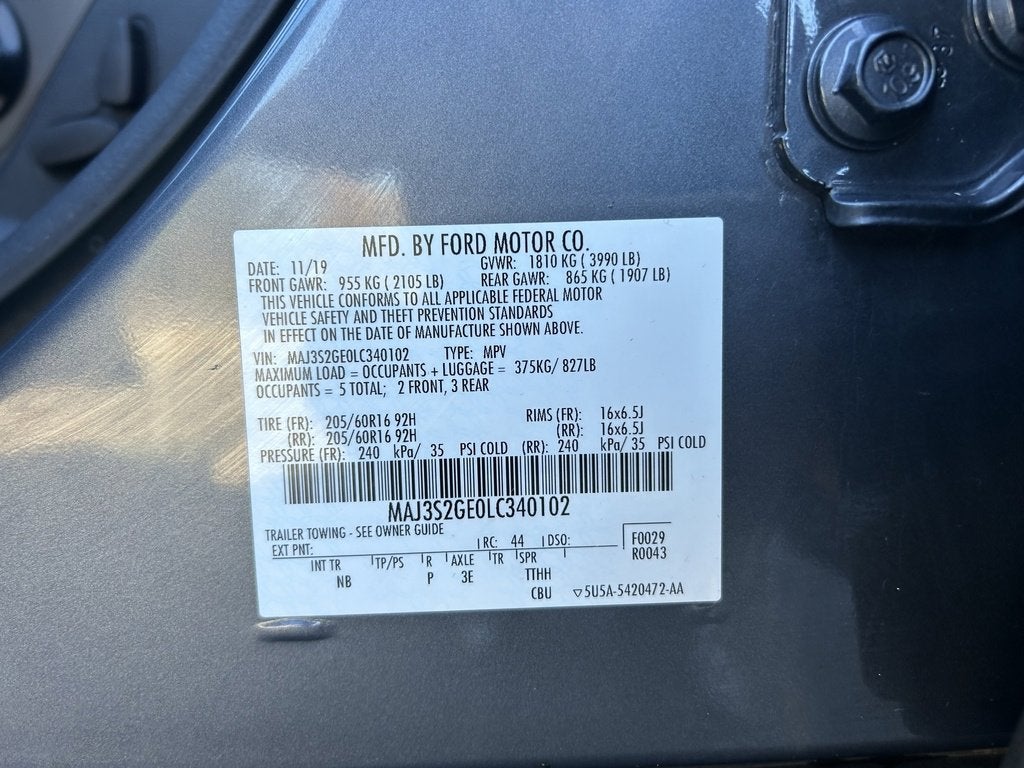 MFD. BY FORD MOTOR CO.
DATE: 11/19 GVWR: 1810 KG ( 3990 LB)
FRONT GAWR: 955 KG ( 2105 LB) REAR GAWR: 865 KG ( 1907 LB)
THIS VEHICLE CONFORMS TO ALL APPLICABLE FEDERAL MOTOR
VEHICLE SAFETY AND THEFT PREVENTION STANDARDS
IN EFFECT ON THE DATE OF MANUFACTURE SHOWN ABOVE.
VIN: MAJ3S2GE0LC340102 TYPE: MPV
MAXIMUM LOAD = OCCUPANTS + LUGGAGE = 375KG/ 827LB
OCCUPANTS = 5 TOTAL; 2 FRONT, 3 REAR
TIRE (FR): 205/60R16 92H RIMS (FR): 16x6.5J
(RR): 205/60R16 92H (RR): 16x6.5J
PRESSURE (FR): 240 kPa/ 35 PSI COLD (RR): 240 kPa/ 35 PSI COLD
MAJ3S2GE0LC340102
TRAILER TOWING - SEE OWNER GUIDE
EXT PNT: RC: 44 DSO: F0029
R0043
INT TR TP/PS R AXLE TR SPR
NB P 3E TTHH
CBU 5U5A-5420472-AA